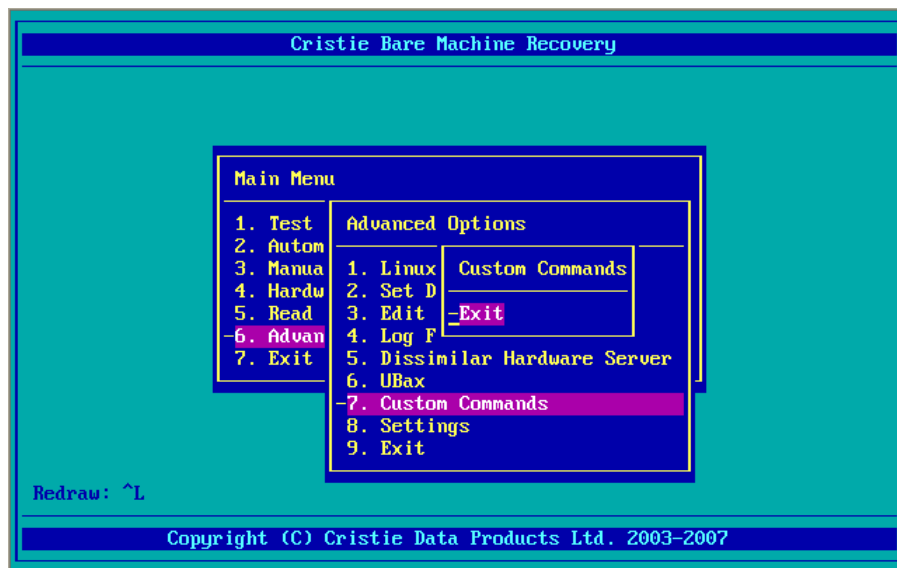 Cristie Bare Machine Recovery
Main Menu
1. Test
2. Autom
3. Manua
4. Hardw
5. Read
6. Advan
7. Exit
Advanced Options
1. Linux
2. Set D
3. Edit
4. Log F
5. Dissimilar Hardware Server
6. UBax
7. Custom Commands
8. Settings
9. Exit
Custom Commands
Exit
Redraw: ^L
Copyright (C) Cristie Data Products Ltd. 2003-2007